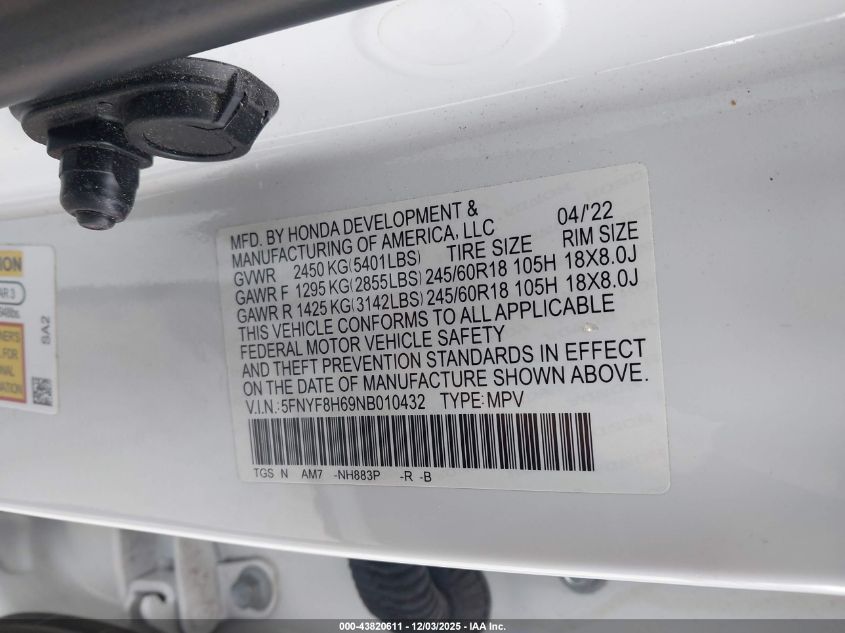 MFD. BY HONDA DEVELOPMENT & 04/'22
MANUFACTURING OF AMERICA, LLC
GVWR 2450 KG(5401LBS) TIRE SIZE RIM SIZE
GAWR F 1295 KG(2855LBS) 245/60R18 105H 18X8.0J
GAWR R 1425 KG(3142LBS) 245/60R18 105H 18X8.0J
THIS VEHICLE CONFORMS TO ALL APPLICABLE
FEDERAL MOTOR VEHICLE SAFETY
AND THEFT PREVENTION STANDARDS IN EFFECT
ON THE DATE OF MANUFACTURE SHOWN ABOVE.
V.I.N.:5FNYF8H69NB010432 TYPE:MPV
TGS N AM7 -NH883P -R -B
SA2
000-43820611 - 12/03/2025 - IAA Inc.